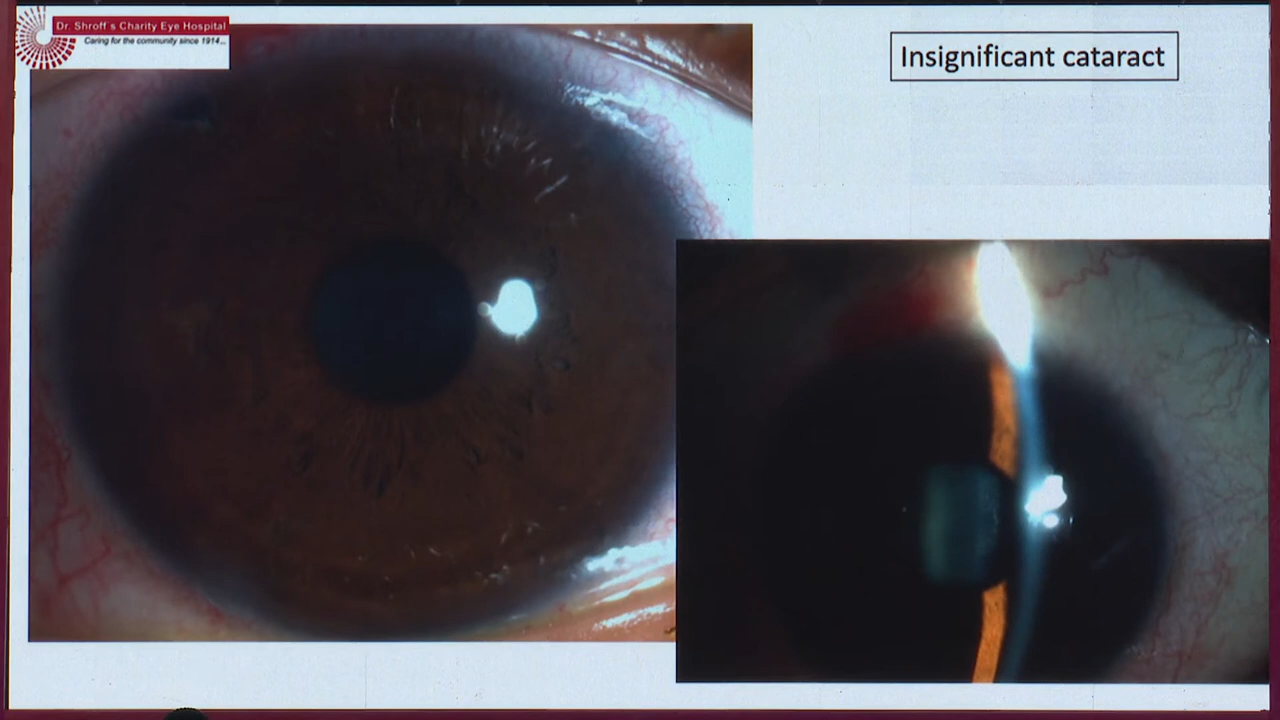 Dr. Shroff's Charity Eye Hospital
Caring for the community since 1914...
Insignificant cataract